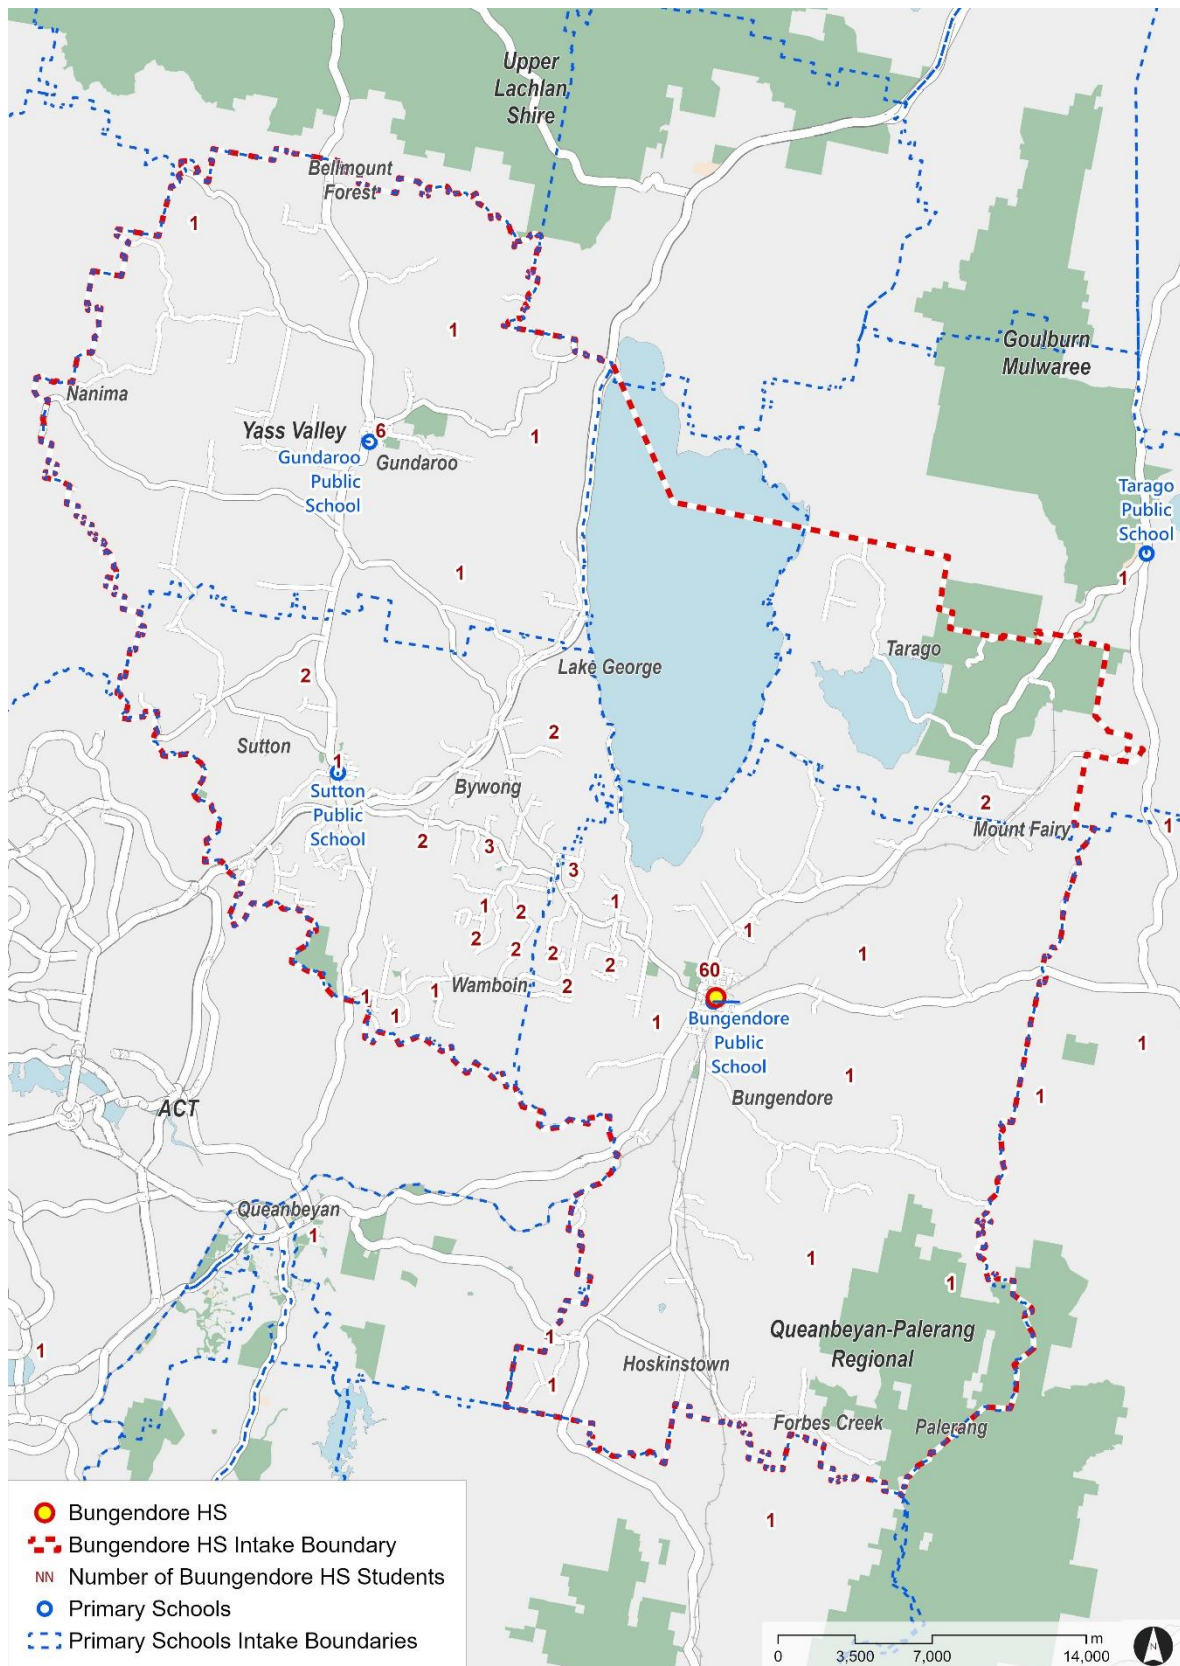 Upper
Lachlan
Shire
Bellmount
Forest
1
1
Goulburn
Mulwaree
Nanima
Yass Valley
6
1
Gundaroo
Public
School
Gundaroo
Tarago
Public
School
1
1
Lake George
Tarago
2
Sutton
2
1
Bywong
Sutton
Public
School
2
Mount Fairy
1
2
3
3
1
2
1
1
2
2
2
2
1
Wamboin
1
1
2
60
1
1
Bungendore
Public
School
1
1
Bungendore
1
ACT
Queanbeyan
1
1
1
Queanbeyan-Palerang
Regional
1
1
Hoskinstown
1
Forbes Creek
Palerang
1
Bungendore HS
Bungendore HS Intake Boundary
NN Number of Buungendore HS Students
Primary Schools
Primary Schools Intake Boundaries
m
0 3,500 7,000 14,000
N